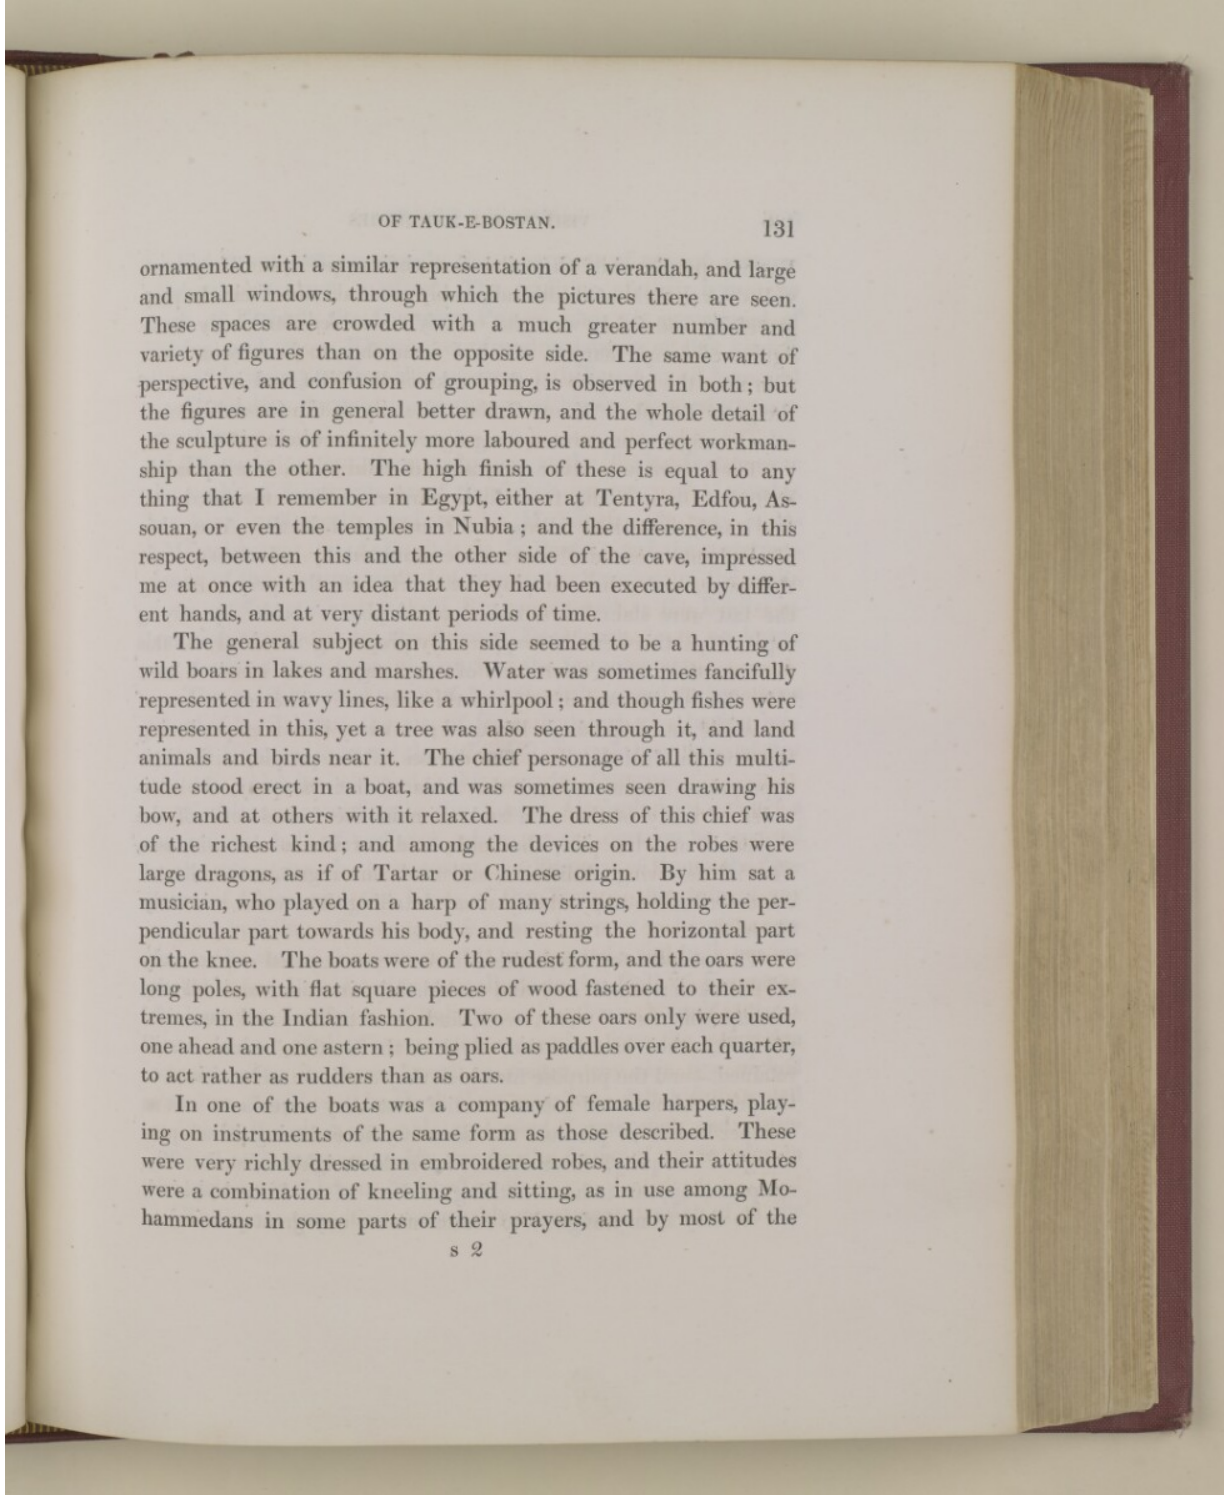 OF TAUK-E-BOSTAN. 131
ornamented with a similar representation of a verandah, and large
and small windows, through which the pictures there are seen.
These spaces are crowded with a much greater number and
variety of figures than on the opposite side. The same want of
perspective, and confusion of grouping, is observed in both; but
the figures are in general better drawn, and the whole detail of
the sculpture is of infinitely more laboured and perfect workman-
ship than the other. The high finish of these is equal to any
thing that I remember in Egypt, either at Tentyra, Edfou, As-
souan, or even the temples in Nubia; and the difference, in this
respect, between this and the other side of the cave, impressed
me at once with an idea that they had been executed by differ-
ent hands, and at very distant periods of time.
The general subject on this side seemed to be a hunting of
wild boars in lakes and marshes. Water was sometimes fancifully
represented in wavy lines, like a whirlpool; and though fishes were
represented in this, yet a tree was also seen through it, and land
animals and birds near it. The chief personage of all this multi-
tude stood erect in a boat, and was sometimes seen drawing his
bow, and at others with it relaxed. The dress of this chief was
of the richest kind; and among the devices on the robes were
large dragons, as if of Tartar or Chinese origin. By him sat a
musician, who played on a harp of many strings, holding the per-
pendicular part towards his body, and resting the horizontal part
on the knee. The boats were of the rudest form, and the oars were
long poles, with flat square pieces of wood fastened to their ex-
tremes, in the Indian fashion. Two of these oars only were used,
one ahead and one astern; being plied as paddles over each quarter,
to act rather as rudders than as oars.
In one of the boats was a company of female harpers, play-
ing on instruments of the same form as those described. These
were very richly dressed in embroidered robes, and their attitudes
were a combination of kneeling and sitting, as in use among Mo-
hammedans in some parts of their prayers, and by most of the
s 2